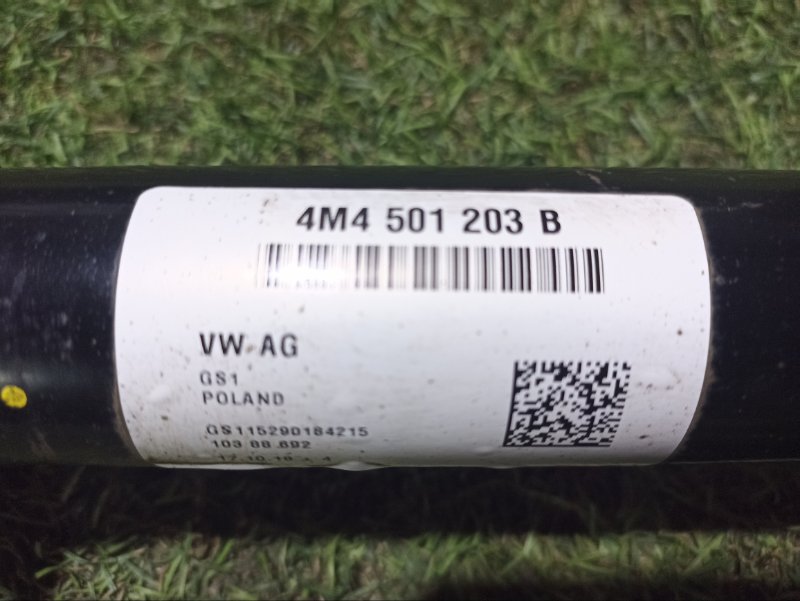 4M4 501 203 B
VW AG
GS1
POLAND
GS115290184215
103 88.692